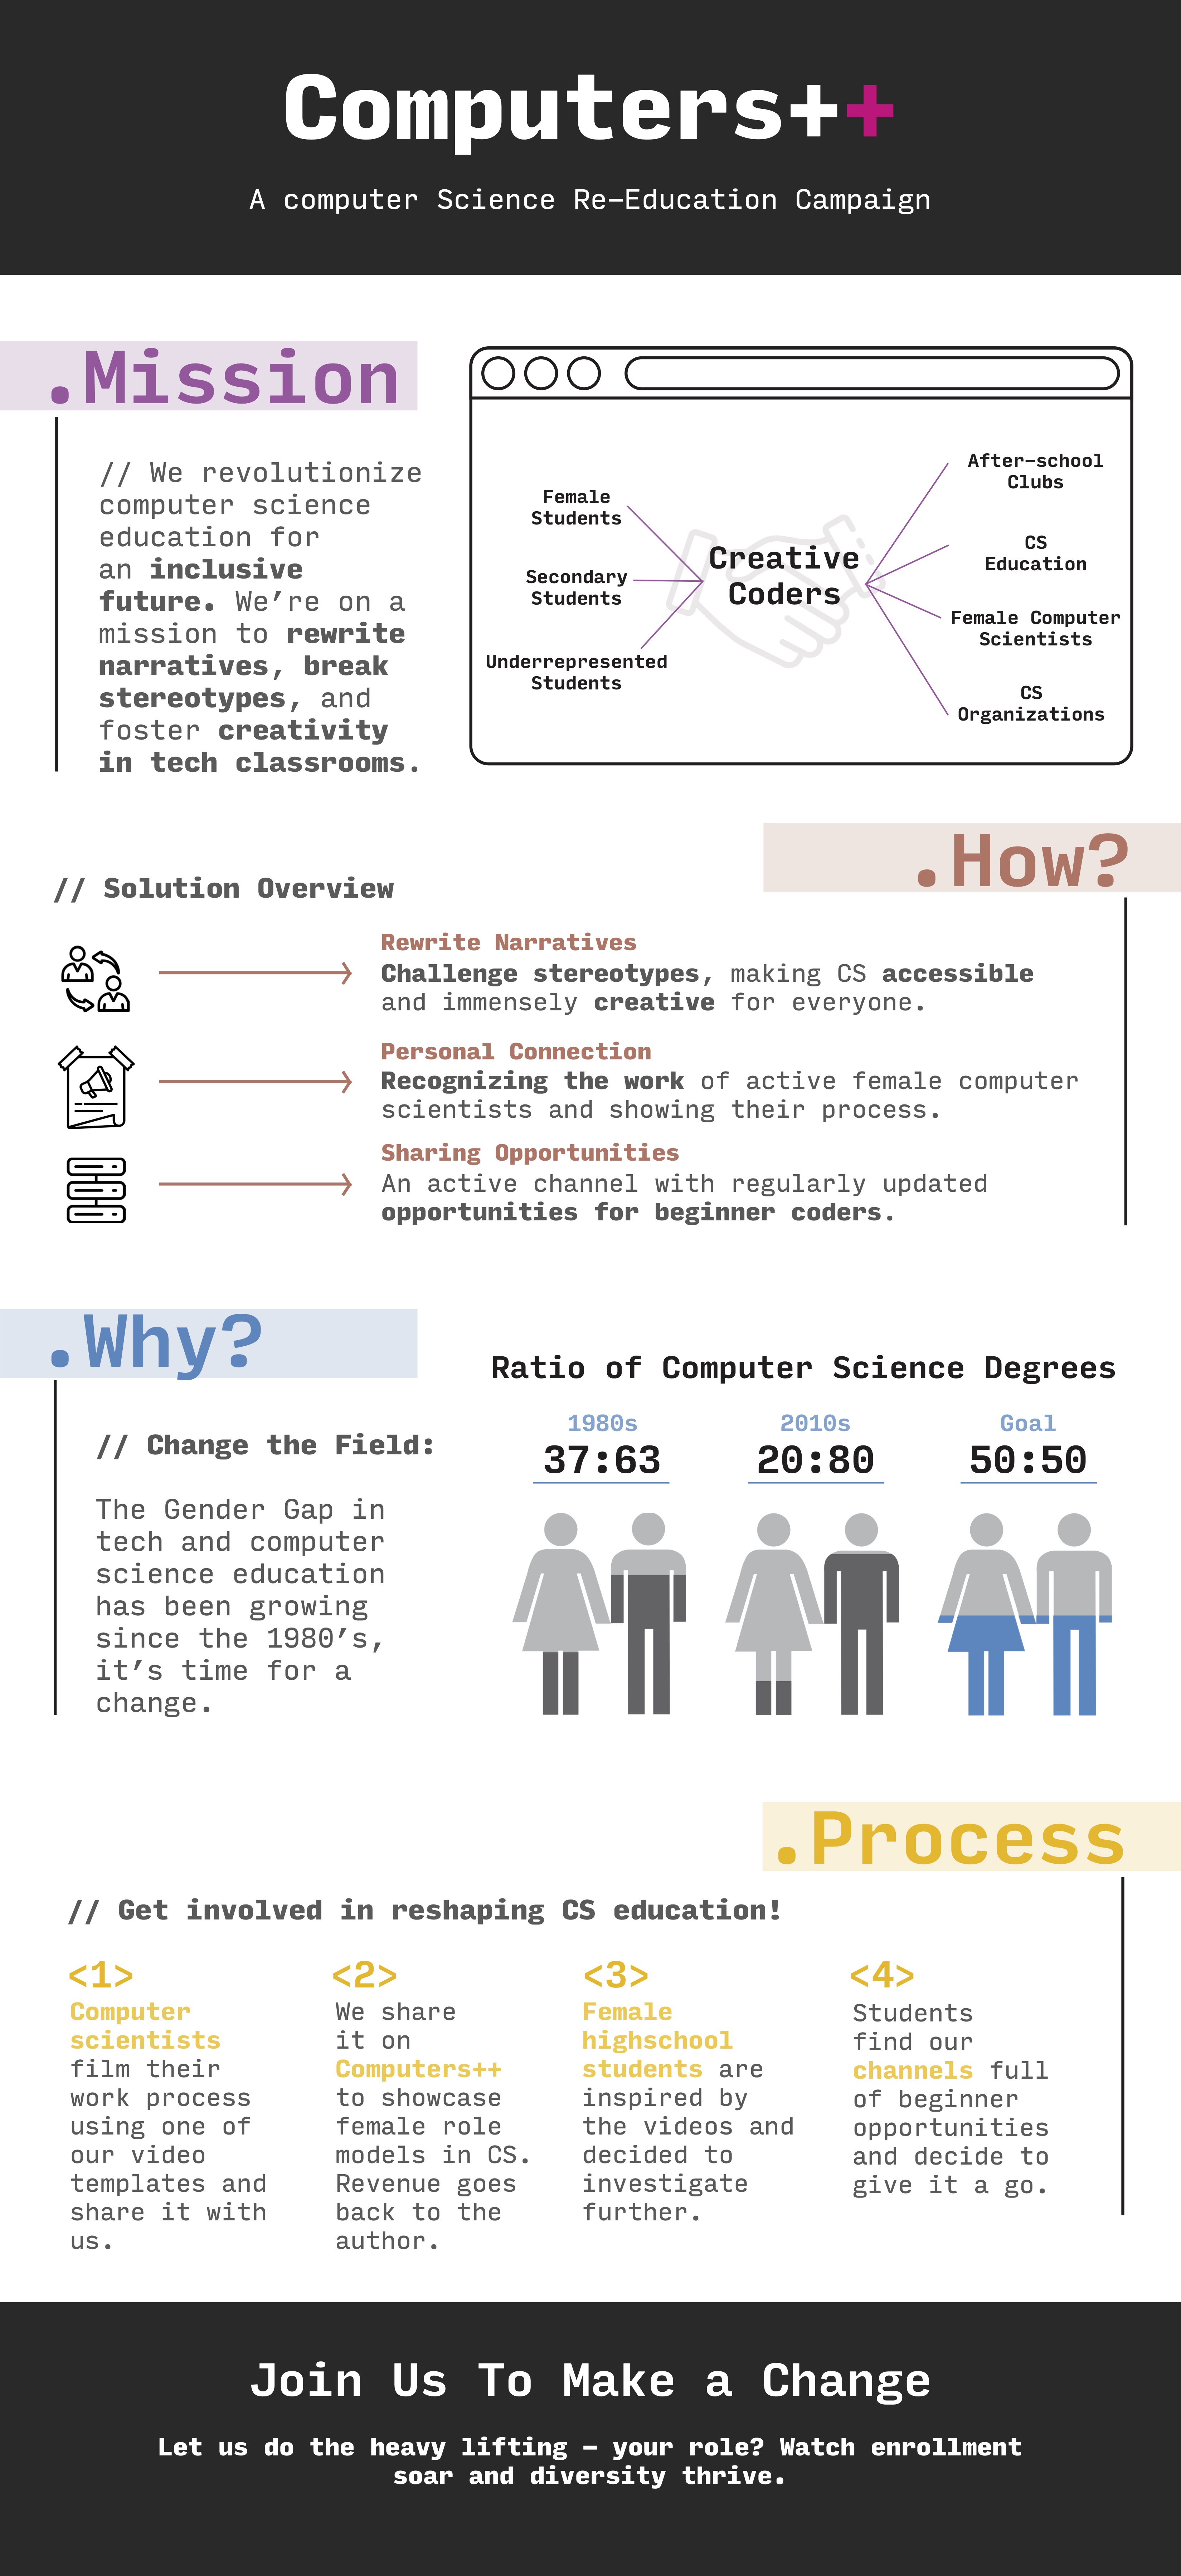 Computers++
A computer Science Re-Education Campaign
.Mission
// We revolutionize
computer science
education for
an inclusive
future. We're on a
mission to rewrite
narratives, break
stereotypes, and
foster creativity
in tech classrooms.
Female
Students
Secondary
Students
Underrepresented
Students
Creative
Coders
After-school
Clubs
CS
Education
Female Computer
Scientists
CS
Organizations
.How?
// Solution Overview
Rewrite Narratives
Challenge stereotypes, making CS accessible
and immensely creative for everyone.
Personal Connection
Recognizing the work of active female computer
scientists and showing their process.
Sharing Opportunities
An active channel with regularly updated
opportunities for beginner coders.
.Why?
// Change the Field:
The Gender Gap in
tech and computer
science education
has been growing
since the 1980's,
it's time for a
change.
Ratio of Computer Science Degrees
1980s
37:63
2010s
20:80
Goal
50:50
.Process
// Get involved in reshaping CS education!
<1>
Computer
scientists
film their
work process
using one of
our video
templates and
share it with
us.
<2>
We share
it on
Computers++
to showcase
female role
models in CS.
Revenue goes
back to the
author.
<3>
Female
highschool
students are
inspired by
the videos and
decided to
investigate
further.
<4>
Students
find our
channels full
of beginner
opportunities
and decide to
give it a go.
Join Us To Make a Change
Let us do the heavy lifting - your role? Watch enrollment
soar and diversity thrive.